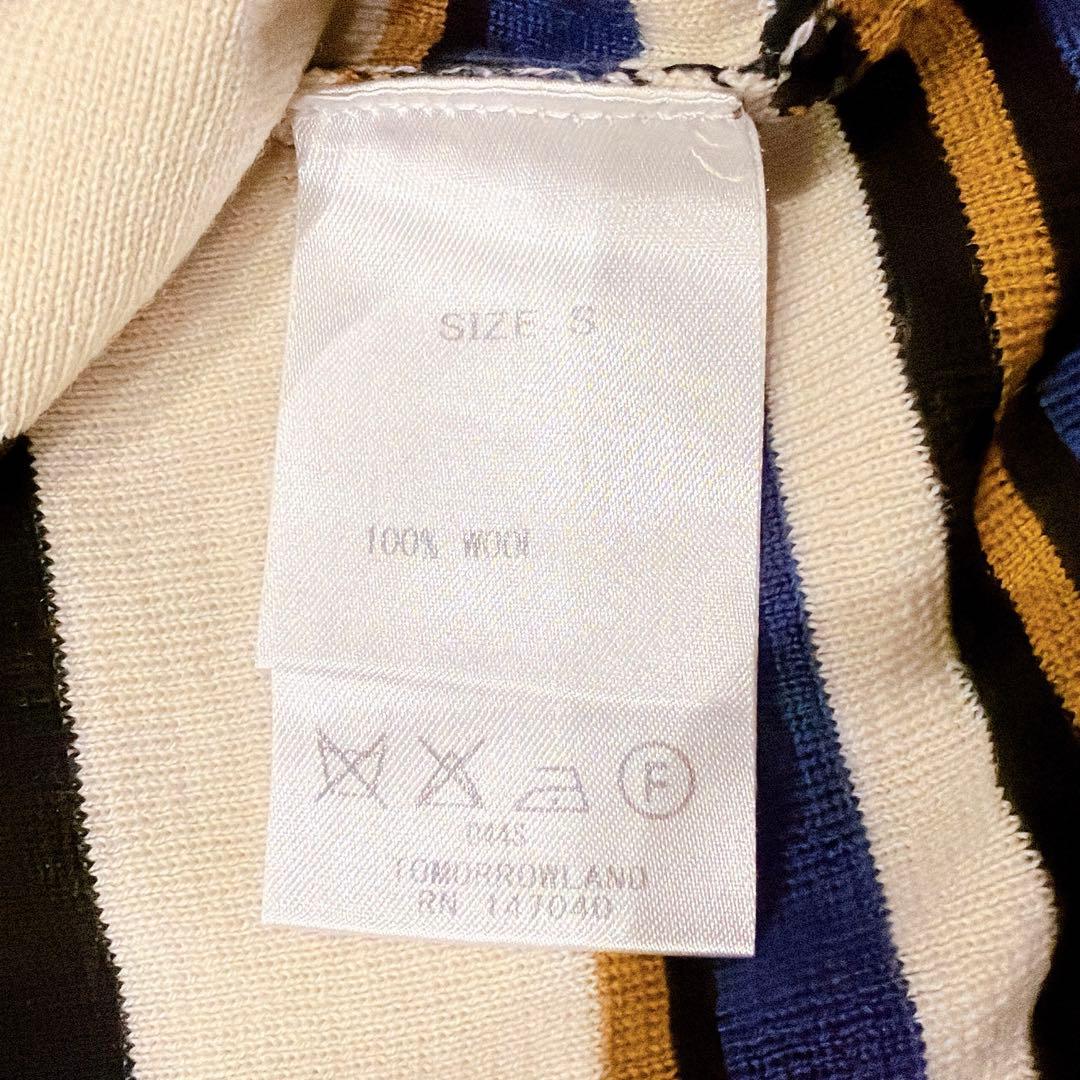 SIZE S
100% WOOL
F
044S
TOMORROWLAND
RN 147040